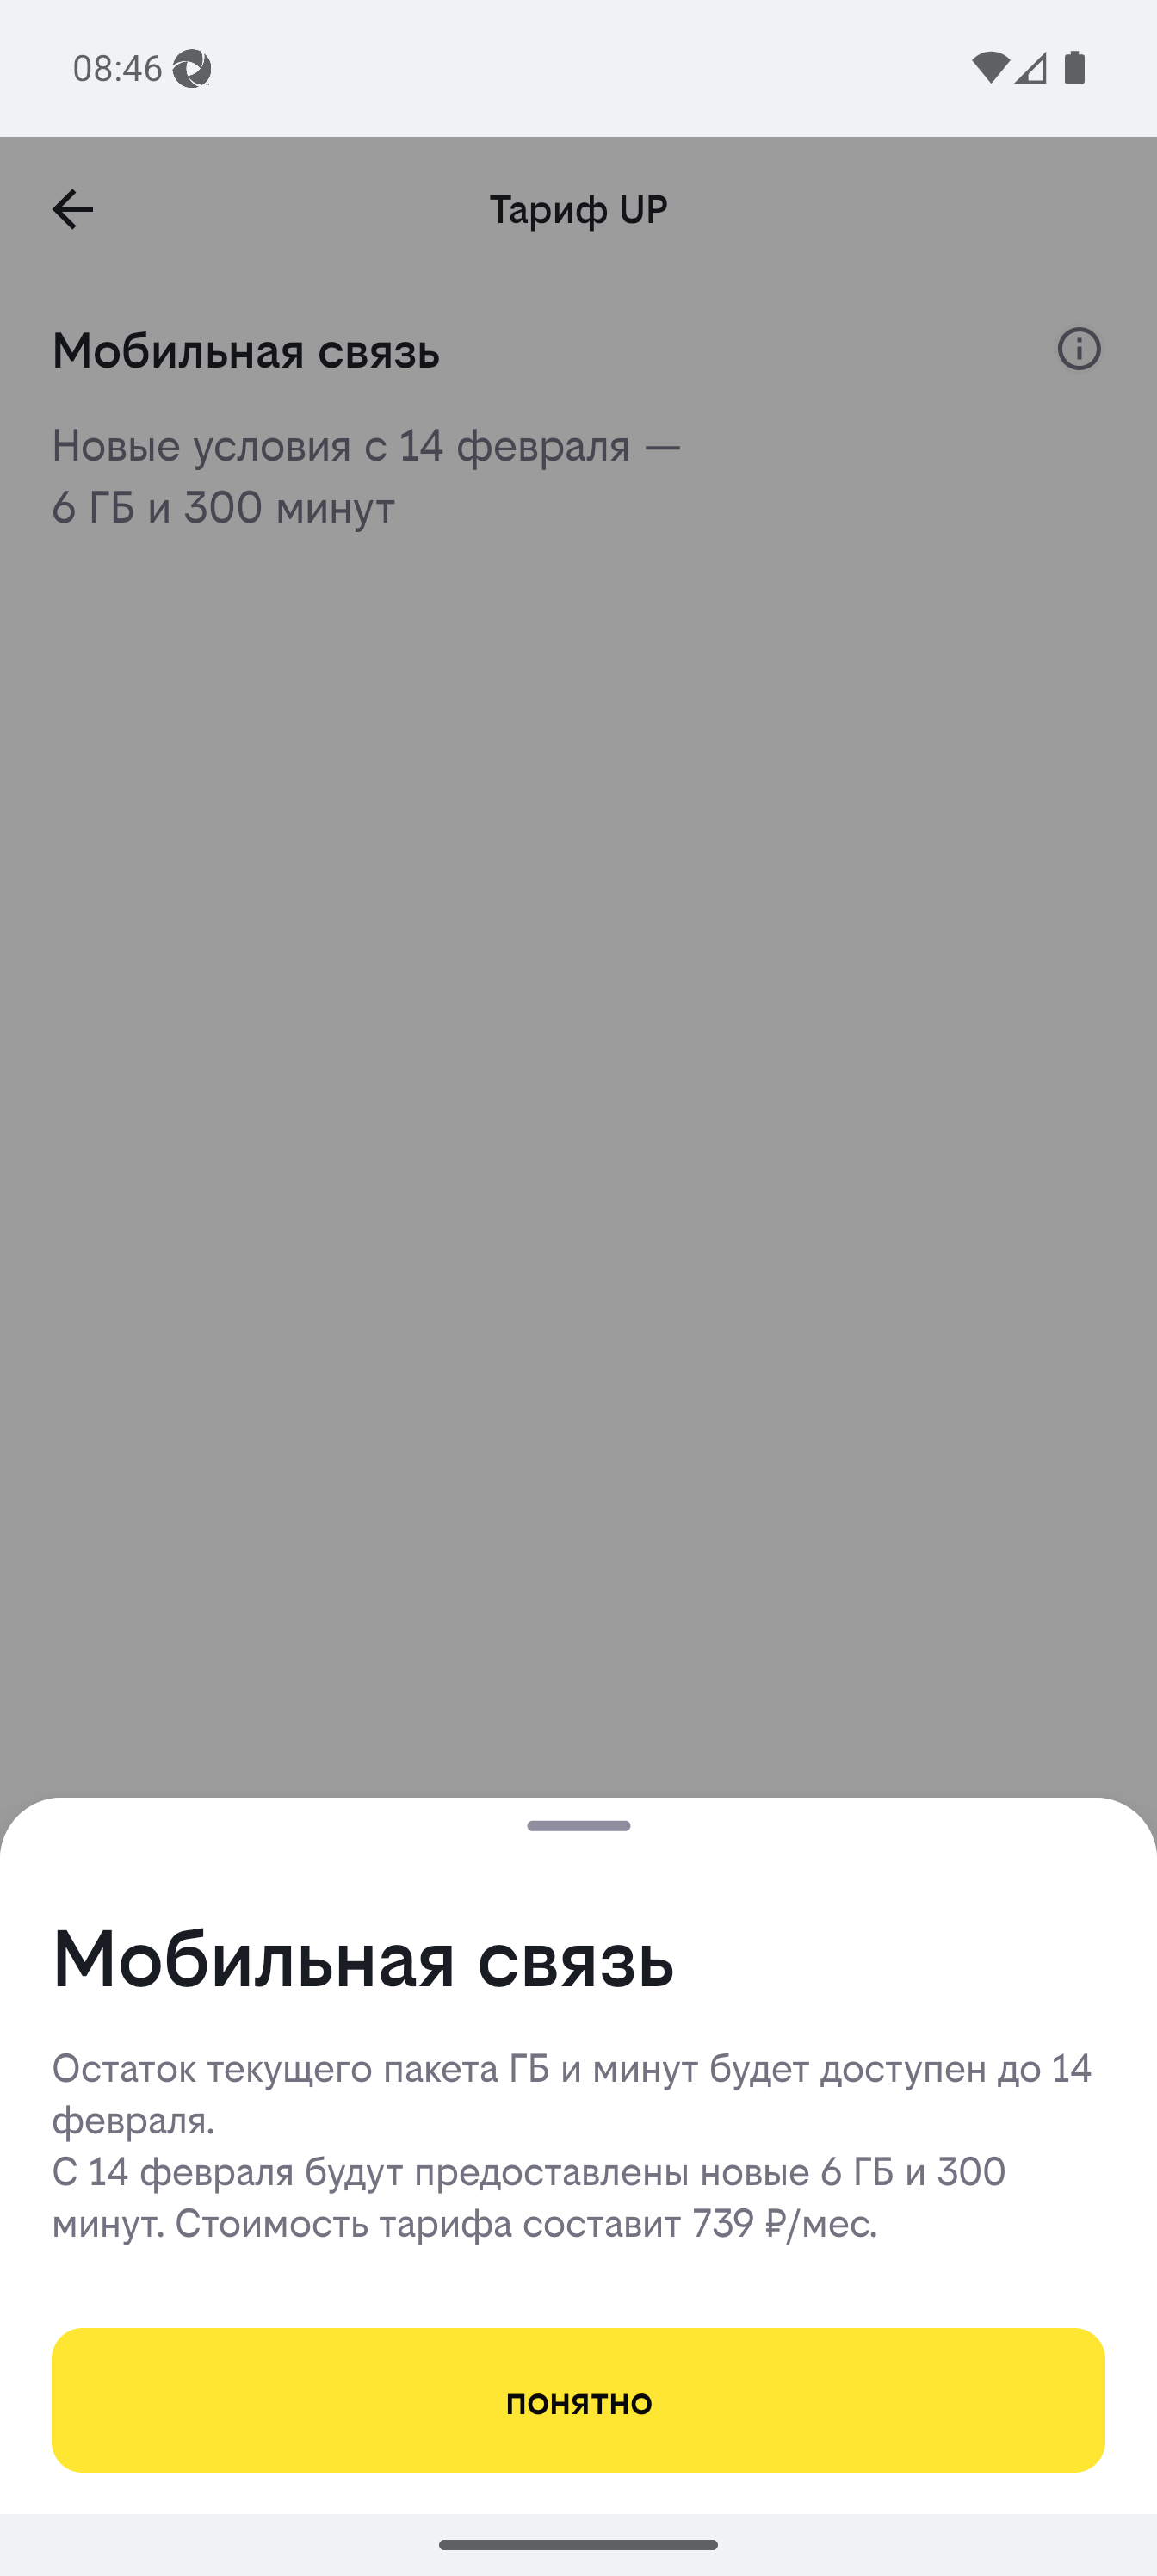 08:46
Тариф UP
Мобильная связь
Новые условия с 14 февраля —
6 ГБ и 300 минут
Мобильная связь
Остаток текущего пакета ГБ и минут будет доступен до 14
февраля.
С 14 февраля будут предоставлены новые 6 ГБ и 300
минут. Стоимость тарифа составит 739 ₽/мес.
понятно